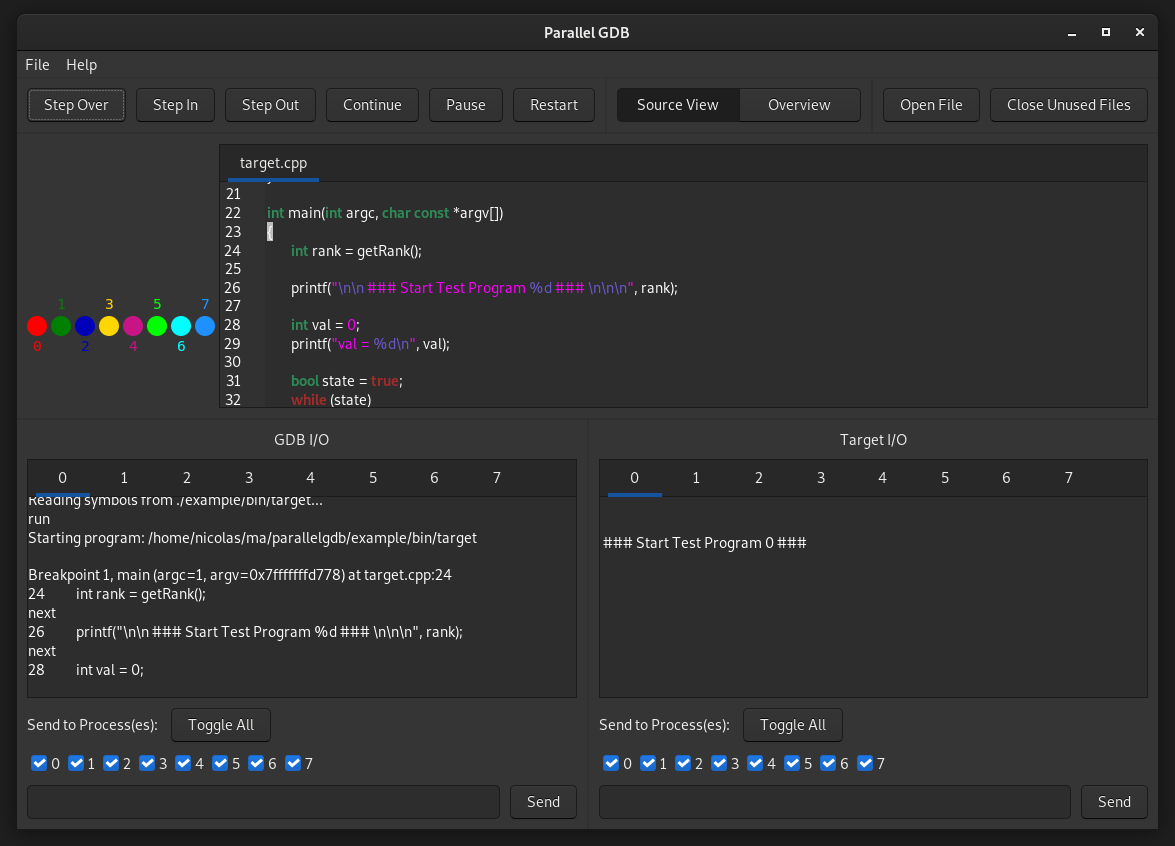 Parallel GDB
File Help
Step Over Step In Step Out Continue Pause Restart Source View Overview Open File Close Unused Files
target.cpp
21
22 int main(int argc, char const *argv[])
23 {
24 int rank = getRank();
25
26 printf("\n\n ### Start Test Program %d ### \n\n\n", rank);
27
28 int val = 0;
29 printf("val = %d\n", val);
30
31 bool state = true;
32 while (state)
1 3 5 7
0 2 4 6
GDB I/O
0 1 2 3 4 5 6 7
Reading symbols from ./example/bin/target...
run
Starting program: /home/nicolas/ma/parallelgdb/example/bin/target
Breakpoint 1, main (argc=1, argv=0x7fffffffd778) at target.cpp:24
24 int rank = getRank();
next
26 printf("\n\n ### Start Test Program %d ### \n\n\n", rank);
next
28 int val = 0;
Send to Process(es): Toggle All
0 1 2 3 4 5 6 7
Send
Target I/O
0 1 2 3 4 5 6 7
### Start Test Program 0 ###
Send to Process(es): Toggle All
0 1 2 3 4 5 6 7
Send